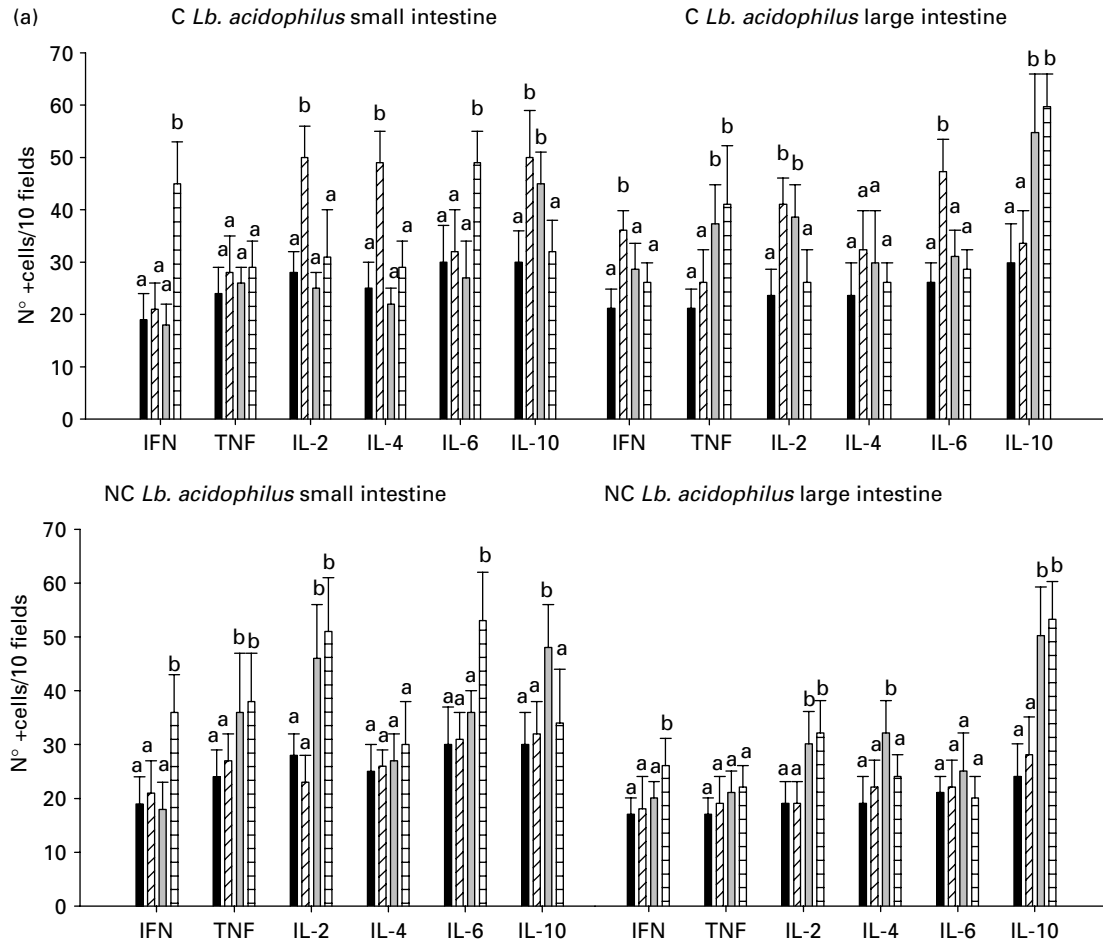 (a)
C Lb. acidophilus small intestine
C Lb. acidophilus large intestine
N° +cells/10 fields
70
60
50
40
30
20
10
0
a a a b
a a a a
a b a a
a b a a
a a a b
a b b a
a b a a
a a b b
a b b a
a a a a
a b a a
a a b b
IFN TNF IL-2 IL-4 IL-6 IL-10 IFN TNF IL-2 IL-4 IL-6 IL-10
NC Lb. acidophilus small intestine
NC Lb. acidophilus large intestine
N° +cells/10 fields
70
60
50
40
30
20
10
0
a a a b
a a b b
a a b b
a a a a
a a a b
a a b a
a a a b
a a a a
a a b b
a a b a
a a a a
a a b b
IFN TNF IL-2 IL-4 IL-6 IL-10 IFN TNF IL-2 IL-4 IL-6 IL-10